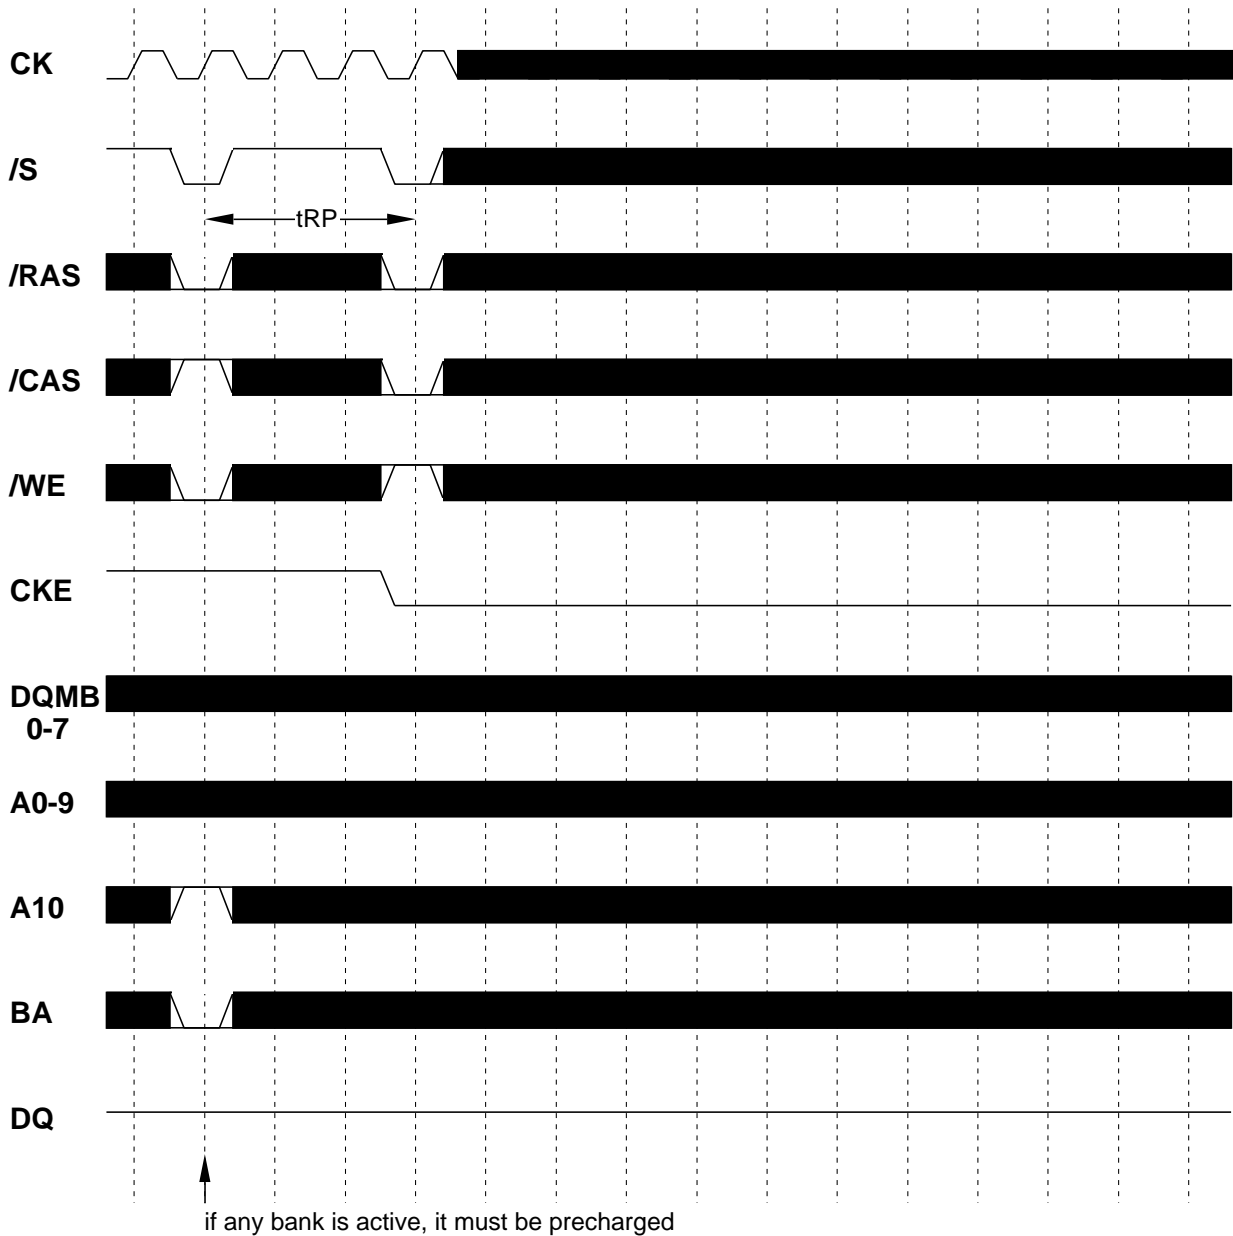 CK
/S
tRP
/RAS
/CAS
/WE
CKE
DQMB
0-7
A0-9
A10
BA
DQ
if any bank is active, it must be precharged